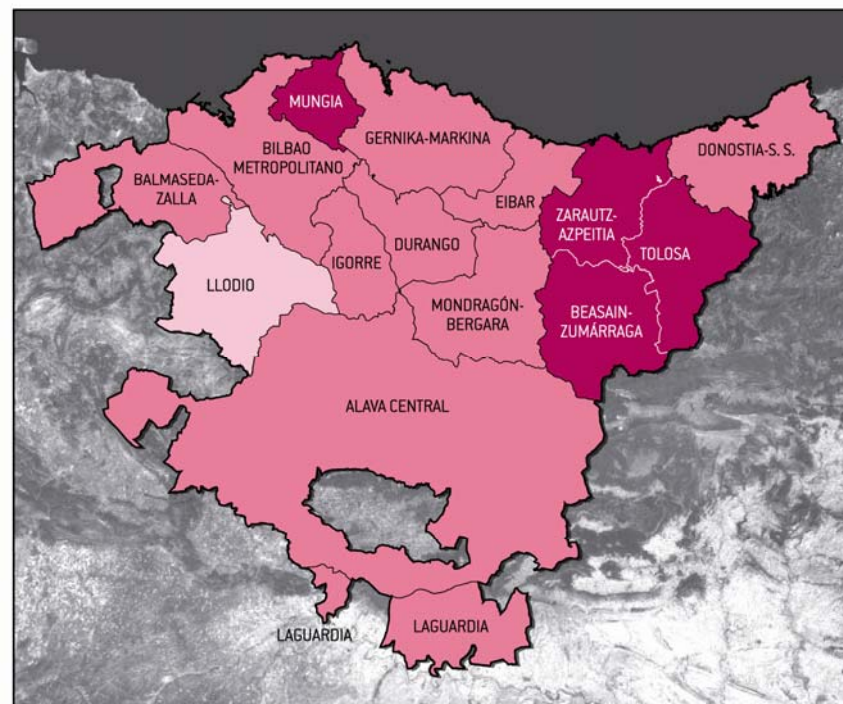 MUNGIA
GERNIKA-MARKINA
BILBAO
METROPOLITANO
DONOSTIA-S. S.
BALMASEDA-
ZALLA
EIBAR
ZARAUTZ-
AZPEITIA
DURANGO
TOLOSA
IGORRE
LLODIO
MONDRAGÓN-
BERGARA
BEASAIN-
ZUMÁRRAGA
ALAVA CENTRAL
LAGUARDIA
LAGUARDIA